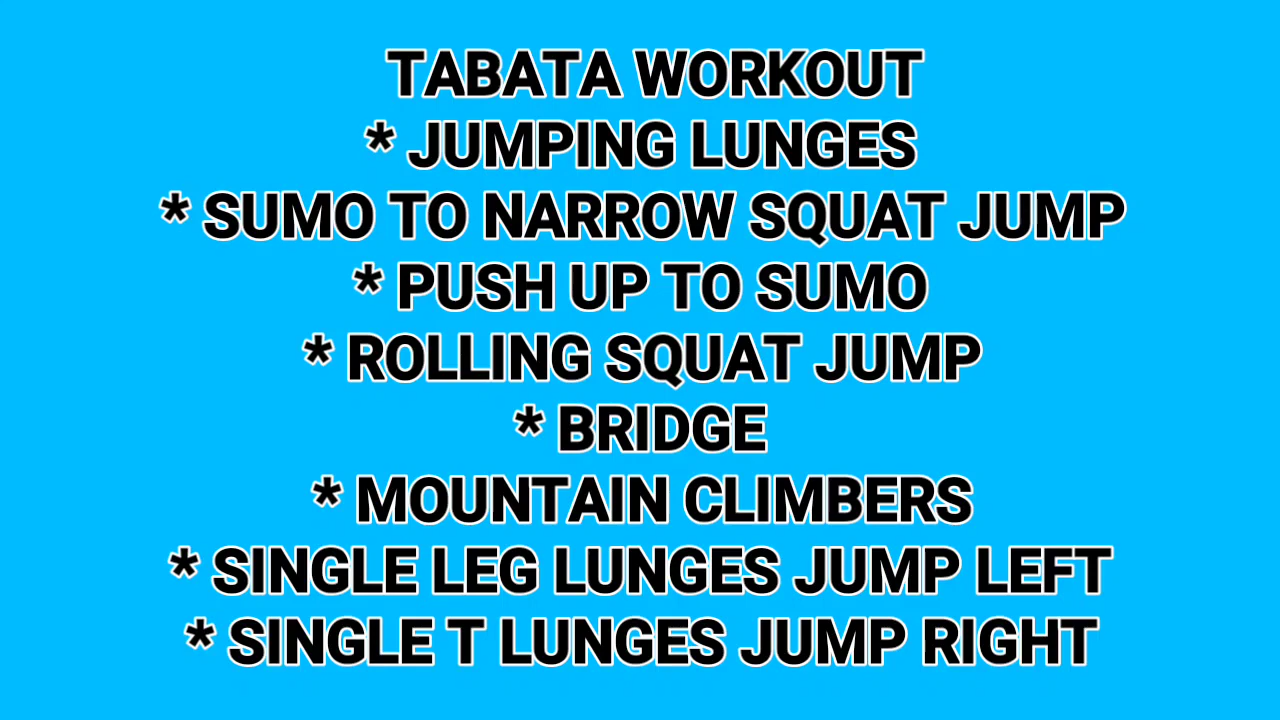 TABATA WORKOUT
* JUMPING LUNGES
* SUMO TO NARROW SQUAT JUMP
* PUSH UP TO SUMO
* ROLLING SQUAT JUMP
* BRIDGE
* MOUNTAIN CLIMBERS
* SINGLE LEG LUNGES JUMP LEFT
* SINGLE T LUNGES JUMP RIGHT